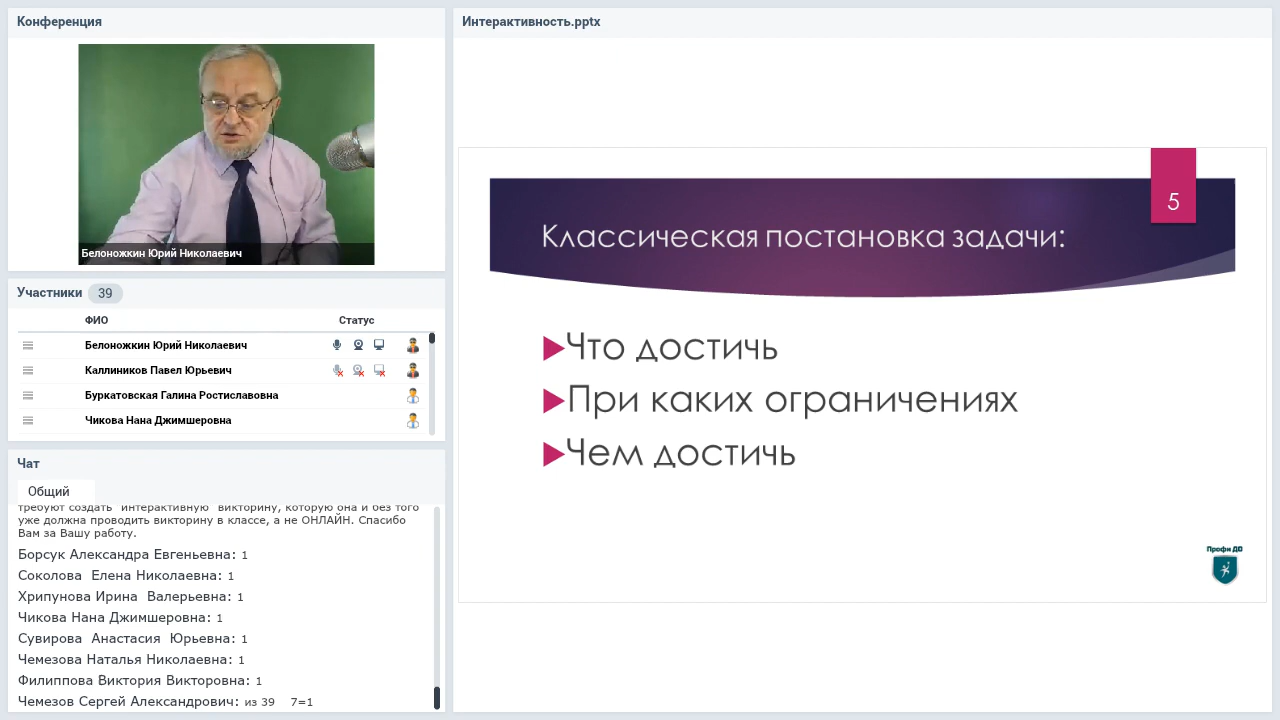 Конференция
Белоножкин Юрий Николаевич
Участники 39
ФИО Статус
Белоножкин Юрий Николаевич
Каллиников Павел Юрьевич
Буркатовская Галина Ростиславовна
Чикова Нана Джимшеровна
Чат
Общий
требуют создать "интерактивную" викторину, которую она и без того
уже должна проводить викторину в классе, а не ОНЛАЙН. Спасибо
Вам за Вашу работу.
Борсук Александра Евгеньевна: 1
Соколова Елена Николаевна: 1
Хрипунова Ирина Валерьевна: 1
Чикова Нана Джимшеровна: 1
Сувирова Анастасия Юрьевна: 1
Чемезова Наталья Николаевна: 1
Филиппова Виктория Викторовна: 1
Чемезов Сергей Александрович: из 39 7=1
Интерактивность.pptx
5
Классическая постановка задачи:
Что достичь
При каких ограничениях
Чем достичь
Профи ДО